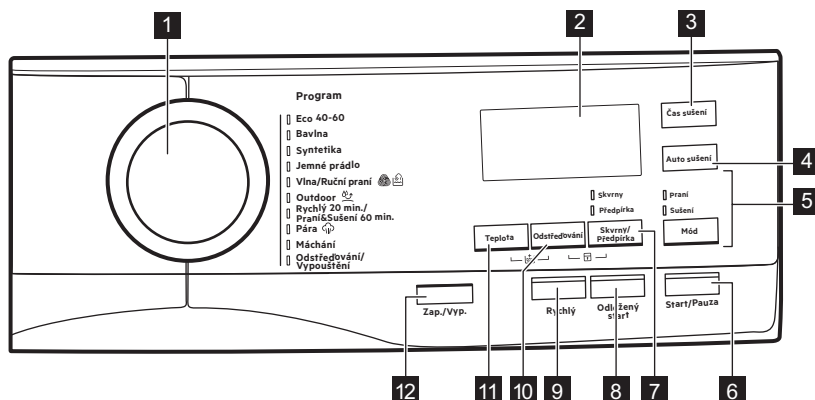 1
2
3
Program
Eco 40-60
Bavlna
Syntetika
Jemné prádlo
Vlna/Ruční praní
Outdoor
Rychlý 20 min./
Praní&Sušení 60 min.
Pára
Máchání
Odstřeďování/
Vypouštění
Čas sušení
Auto sušení
4
5
Skvrny
Předpírka
Praní
Sušení
Teplota
Odstřeďování
Skvrny/
Předpírka
Mód
Zap./Vyp.
Rychlý
Odložený
start
Start/Pauza
12
11
10
9
8
7
6